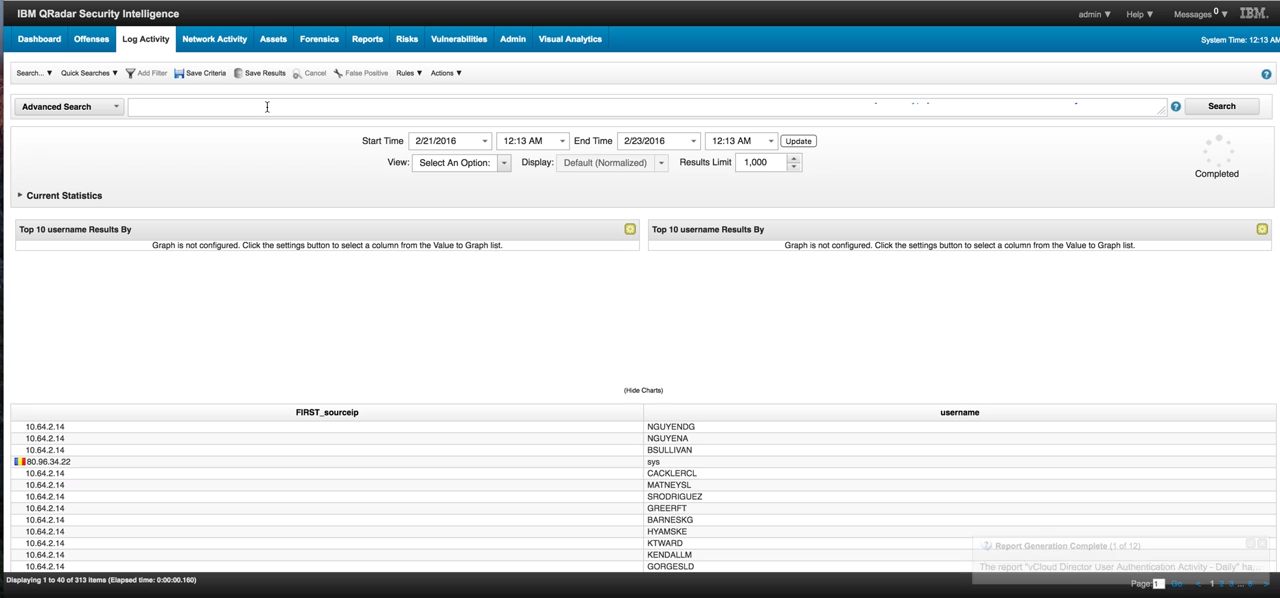 IBM QRadar Security Intelligence
admin ▼ Help ▼ Messages 0 ▼ IBM.
Dashboard Offenses Log Activity Network Activity Assets Forensics Reports Risks Vulnerabilities Admin Visual Analytics System Time: 12:13 AM
Search... ▼ Quick Searches ▼ Add Filter Save Criteria Save Results Cancel False Positive Rules ▼ Actions ▼ ?
Advanced Search ? Search
Start Time 2/21/2016 12:13 AM End Time 2/23/2016 12:13 AM Update
View: Select An Option: Display: Default (Normalized) Results Limit 1,000
Completed
Current Statistics
Top 10 username Results By
Graph is not configured. Click the settings button to select a column from the Value to Graph list.
Top 10 username Results By
Graph is not configured. Click the settings button to select a column from the Value to Graph list.
(Hide Charts)
FIRST_sourceip username
10.64.2.14 NGUYENDG
10.64.2.14 NGUYENA
10.64.2.14 BSULLIVAN
80.96.34.22 sys
10.64.2.14 CACKLERCL
10.64.2.14 MATNEYSL
10.64.2.14 SRODRIGUEZ
10.64.2.14 GREERFT
10.64.2.14 BARNESKG
10.64.2.14 HYAMSKE
10.64.2.14 KTWARD
10.64.2.14 KENDALLM
10.64.2.14 GORGESLD
Report Generation Complete (1 of 12)
The report "vCloud Director User Authentication Activity - Daily" ha...
Displaying 1 to 40 of 313 items (Elapsed time: 0:00:00.160)
Page: 1 Go < 1 2 3 ... 8 >